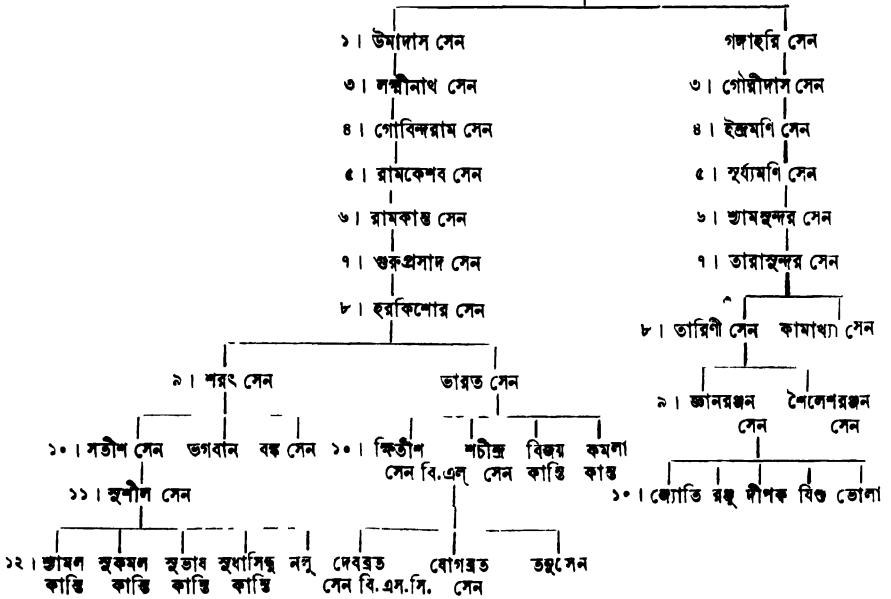 ১। উমাদাস সেন গঙ্গাহরি সেন
৩। লক্ষ্মীনাথ সেন ৩। গৌরীদাস সেন
৪। গোবিন্দরাম সেন ৪। ইন্দ্রমণি সেন
৫। রামকেশব সেন ৫। সূর্য্যমণি সেন
৬। রামকান্ত সেন ৬। শ্যামসুন্দর সেন
৭। গুরুপ্রসাদ সেন ৭। তারাসুন্দর সেন
৮। হরকিশোর সেন
৮। তারিণী সেন কামাখ্যা সেন
৯। শরৎ সেন ভারত সেন
৯। জ্ঞানরঞ্জন শৈলেশরঞ্জন
সেন সেন
১০। সতীশ সেন ভগবান বঙ্ক সেন ১০। ক্ষিতীশ শচীন্দ্র বিজয় কমলা
সেন বি.এল্ সেন কান্তি কান্ত
১১। সুশীল সেন ১০। জ্যোতি রঞ্জু দীপক বিশু ভোলা
১২। শ্যামল সুকমল সুভাষ সুধাসিন্ধু নসু দেবব্রত যোগব্রত তনুসেন
কান্তি কান্তি কান্তি কান্তি সেন বি.এস.সি. সেন